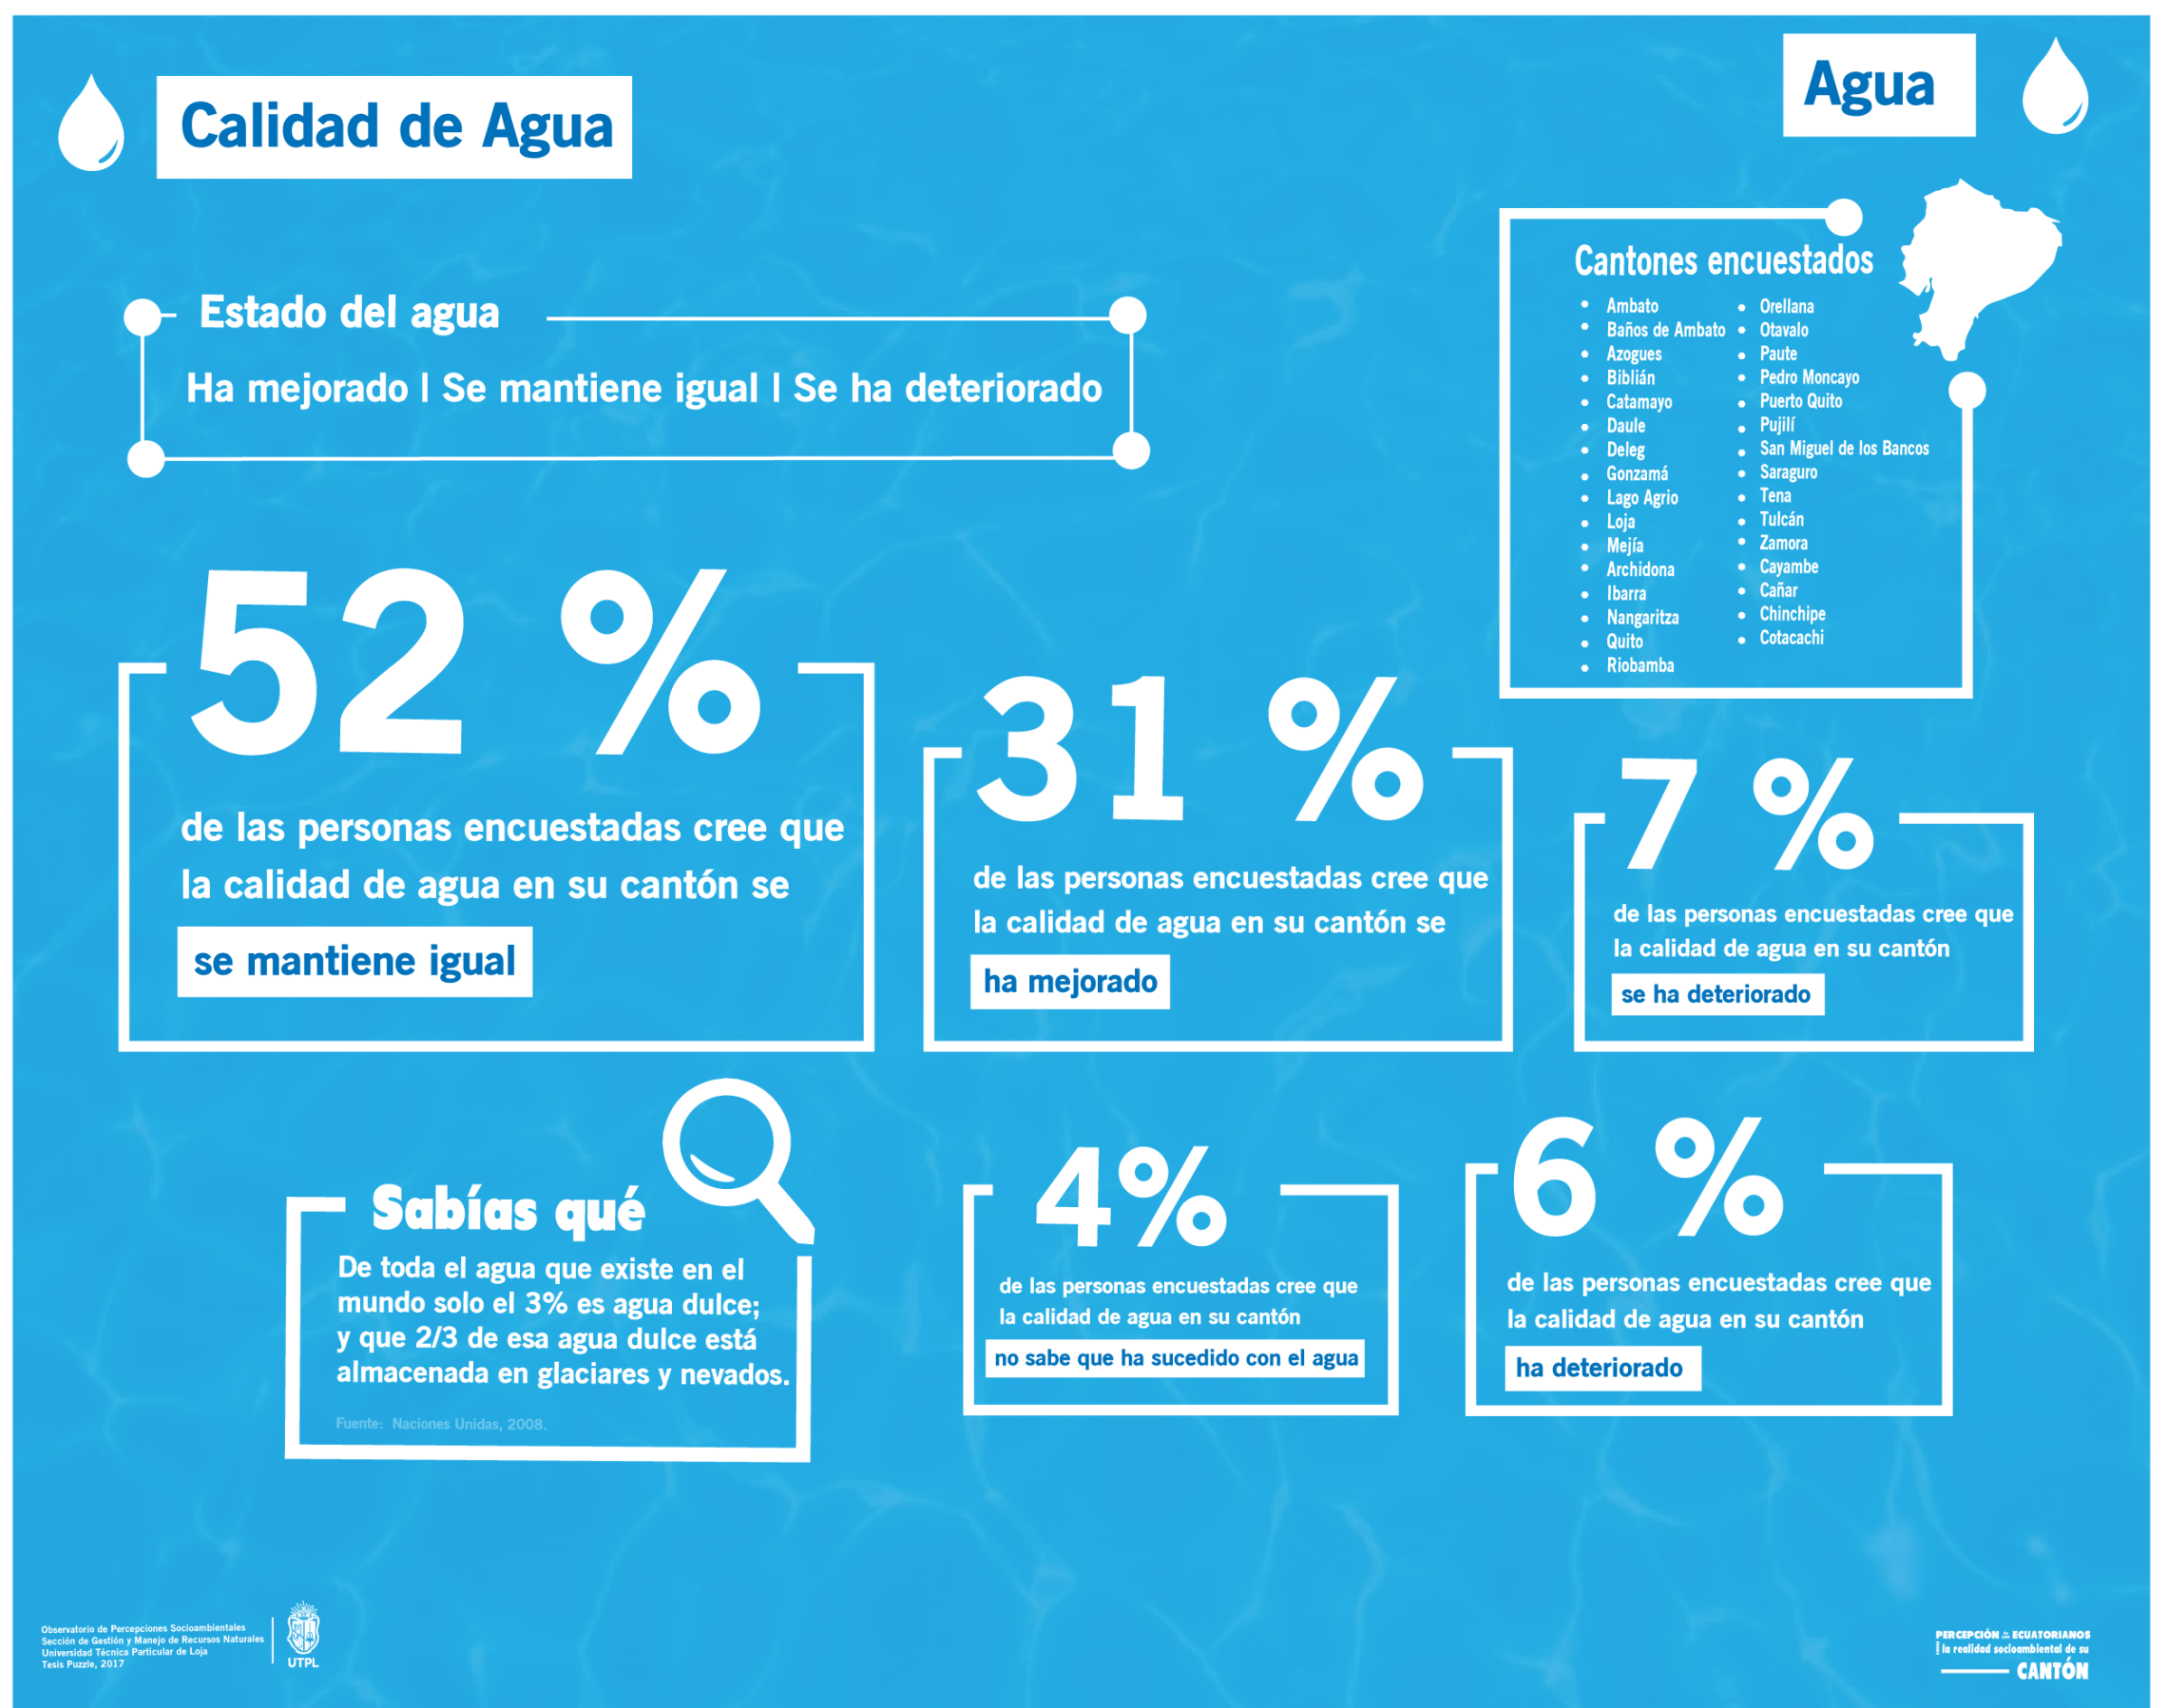 Calidad de Agua
Agua
Estado del agua
Ha mejorado | Se mantiene igual | Se ha deteriorado
Cantones encuestados
Ambato
Baños de Ambato
Azogues
Biblián
Catamayo
Daule
Deleg
Gonzamá
Lago Agrio
Loja
Mejía
Archidona
Ibarra
Nangaritza
Quito
Riobamba
Orellana
Otavalo
Paute
Pedro Moncayo
Puerto Quito
Pujilí
San Miguel de los Bancos
Saraguro
Tena
Tulcán
Zamora
Cayambe
Cañar
Chinchipe
Cotacachi
52 %
de las personas encuestadas cree que
la calidad de agua en su cantón se
se mantiene igual
31 %
de las personas encuestadas cree que
la calidad de agua en su cantón se
ha mejorado
7 %
de las personas encuestadas cree que
la calidad de agua en su cantón
se ha deteriorado
Sabías qué
De toda el agua que existe en el
mundo solo el 3% es agua dulce;
y que 2/3 de esa agua dulce está
almacenada en glaciares y nevados.
Fuente: Naciones Unidas, 2008.
4%
de las personas encuestadas cree que
la calidad de agua en su cantón
no sabe que ha sucedido con el agua
6 %
de las personas encuestadas cree que
la calidad de agua en su cantón
ha deteriorado
Observatorio de Percepciones Socioambientales
Sección de Gestión y Manejo de Recursos Naturales
Universidad Técnica Particular de Loja
Tesis Puzzle, 2017
UTPL
PERCEPCIÓN ECUATORIANOS
la realidad socioambiental de su
CANTÓN